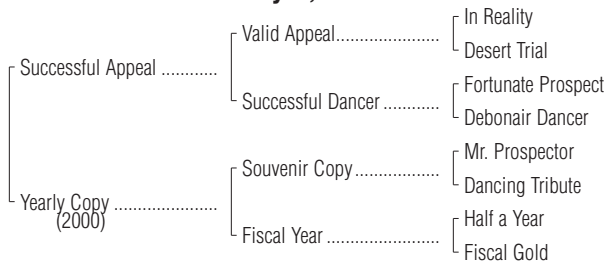 In Reality
Valid Appeal..................
Desert Trial
Successful Appeal ............
Fortunate Prospect
Successful Dancer ............
Debonair Dancer
Mr. Prospector
Souvenir Copy..................
Dancing Tribute
Yearly Copy ......................
(2000)
Half a Year
Fiscal Year ........................
Fiscal Gold